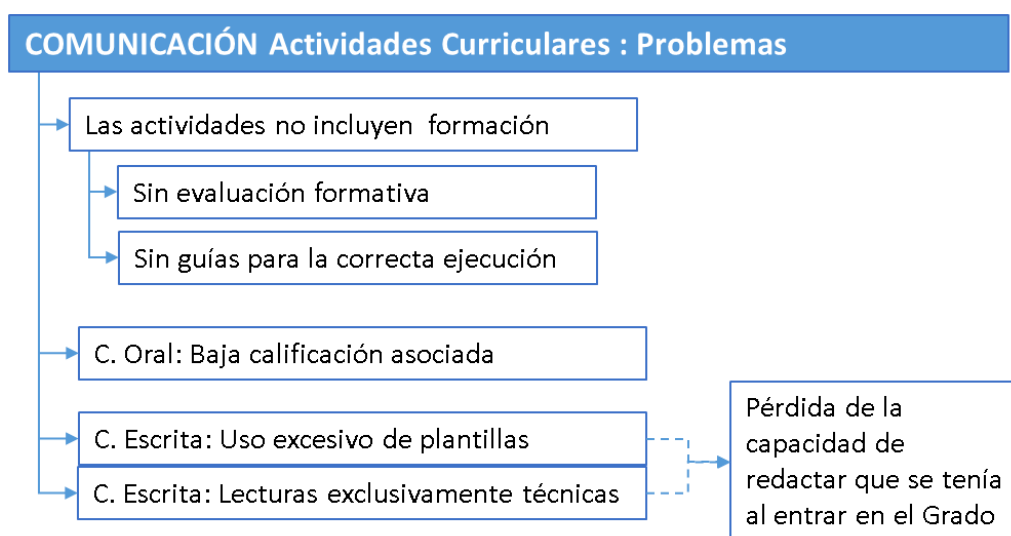 COMUNICACIÓN Actividades Curriculares : Problemas
Las actividades no incluyen formación
Sin evaluación formativa
Sin guías para la correcta ejecución
C. Oral: Baja calificación asociada
C. Escrita: Uso excesivo de plantillas
C. Escrita: Lecturas exclusivamente técnicas
Pérdida de la
capacidad de
redactar que se tenía
al entrar en el Grado